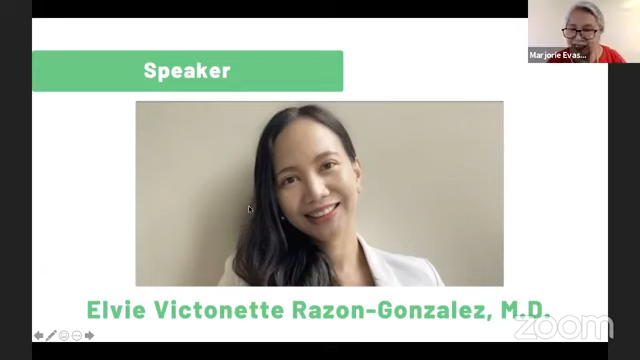 Marjorie Evas...
Speaker
Elvie Victonette Razon-Gonzalez, M.D.
zoom